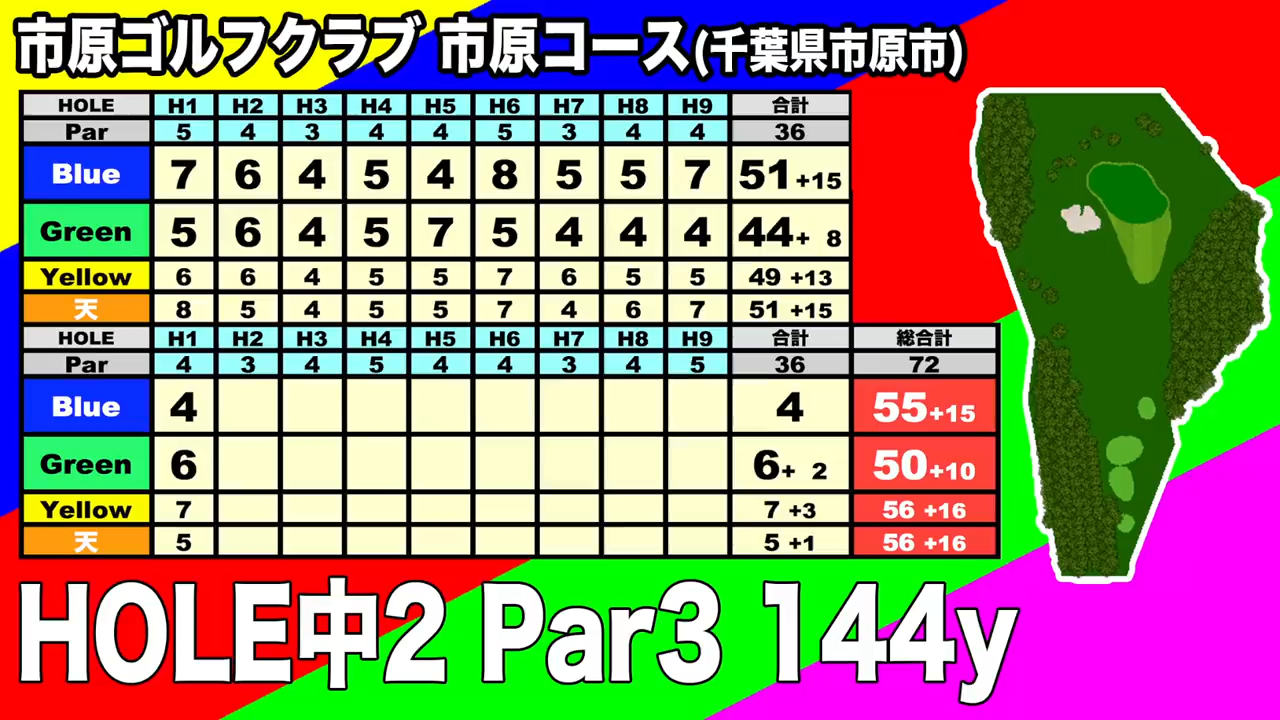 市原ゴルフクラブ 市原コース(千葉県市原市)
HOLE H1 H2 H3 H4 H5 H6 H7 H8 H9 合計
Par 5 4 3 4 4 5 3 4 4 36
Blue 7 6 4 5 4 8 5 5 7 51 +15
Green 5 6 4 5 7 5 4 4 4 44+ 8
Yellow 6 6 4 5 5 7 6 5 5 49 +13
天 8 5 4 5 5 7 4 6 7 51 +15
HOLE H1 H2 H3 H4 H5 H6 H7 H8 H9 合計 総合計
Par 4 3 4 5 4 4 3 4 5 36 72
Blue 4 4 55+15
Green 6 6+ 2 50+10
Yellow 7 7 +3 56 +16
天 5 5 +1 56 +16
HOLE中2 Par3 144y